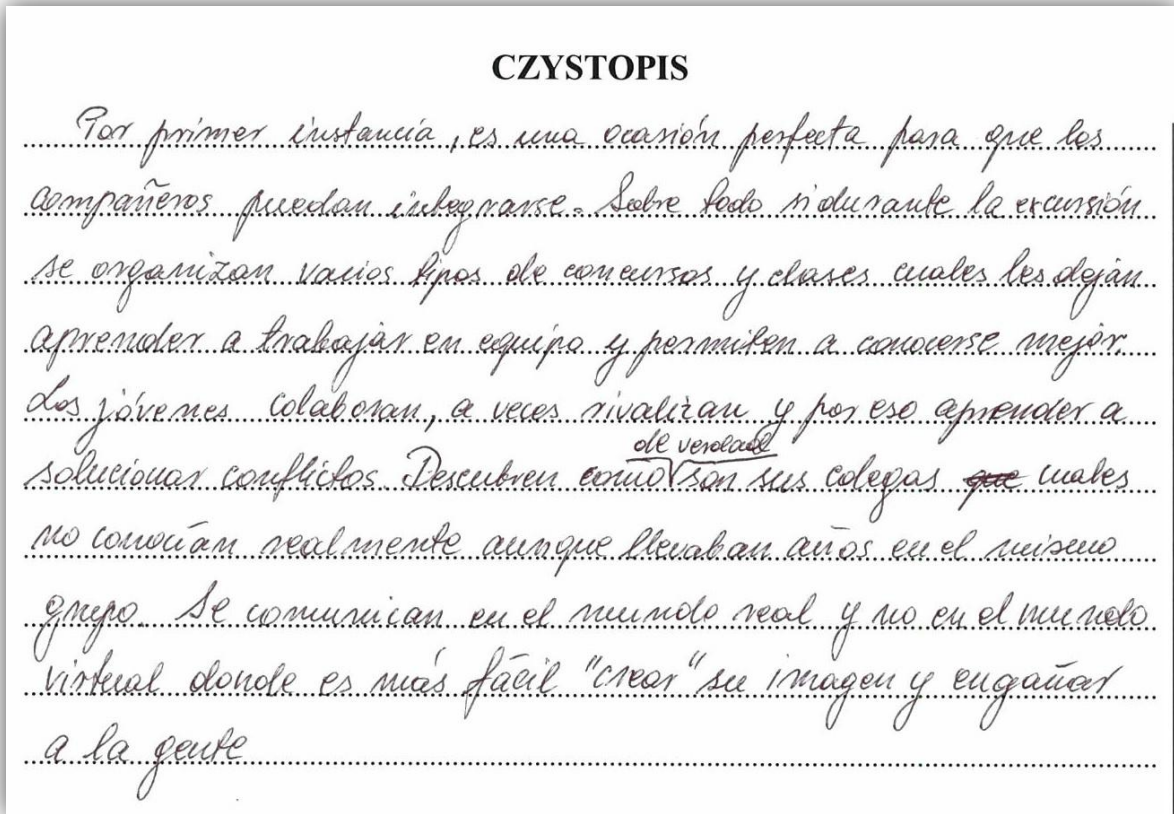 CZYSTOPIS
Por primer instancia, es una ocasión perfecta para que los
compañeros puedan integrarse. Sobre todo si durante la excursión
se organizan varios tipos de concursos y clases cuales les deján
aprender a trabajar en equipo y permiten a conocerse mejor.
Los jóvenes colaboran, a veces rivalizan y por eso aprender a
de verdad
solucionar conflictos. Descubren como son sus colegas que cuales
no conocían realmente aunque llevaban años en el mismo
grupo. Se comunican en el mundo real y no en el mundo
virtual donde es más fácil "crear" su imagen y engañar
a la gente